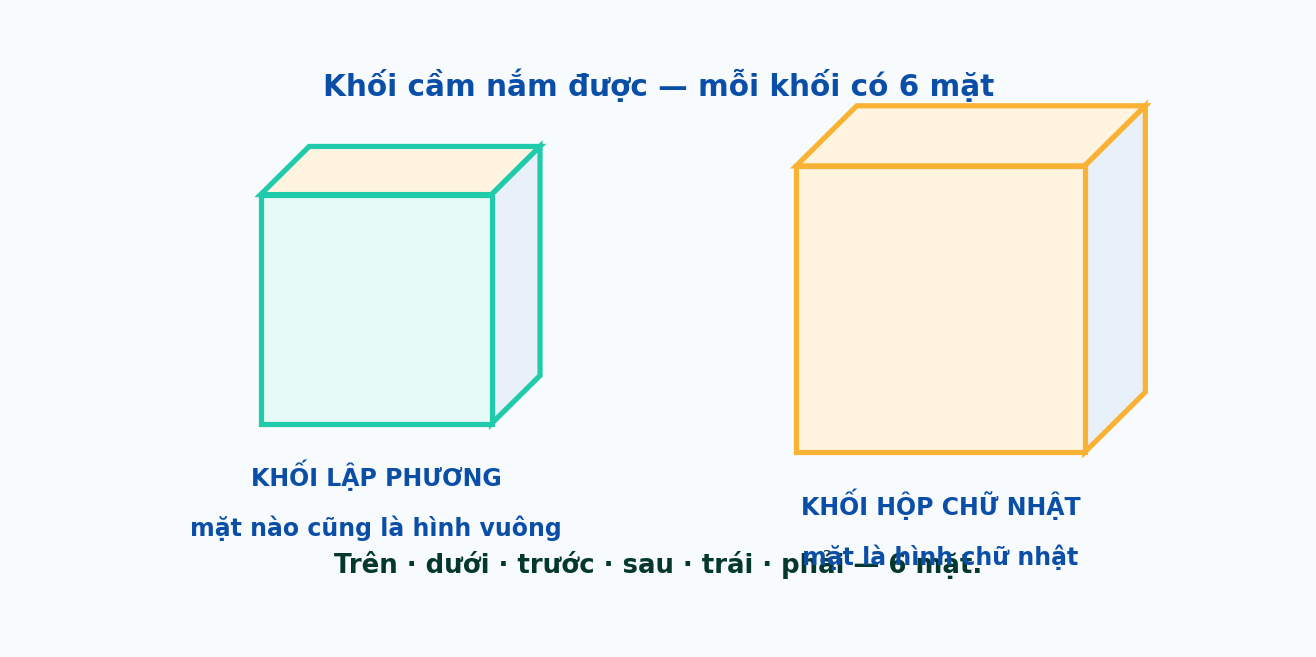 Khối cầm nắm được — mỗi khối có 6 mặt
KHỐI LẬP PHƯƠNG
mặt nào cũng là hình vuông
KHỐI HỘP CHỮ NHẬT
mặt là hình chữ nhật
Trên · dưới · trước · sau · trái · phải — 6 mặt.